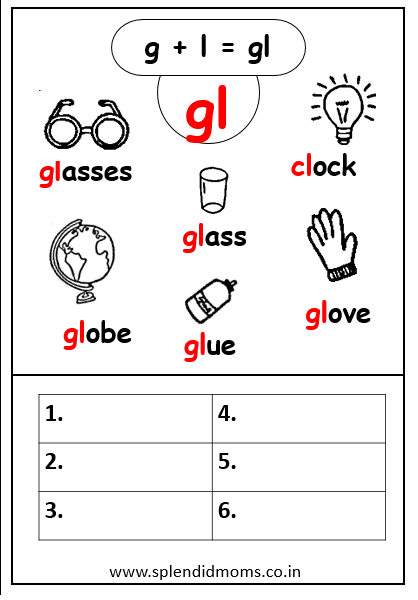 g + l = gl
gl
glasses
clock
glass
globe
glue
glove
1.
4.
2.
5.
3.
6.
www.splendidmoms.co.in